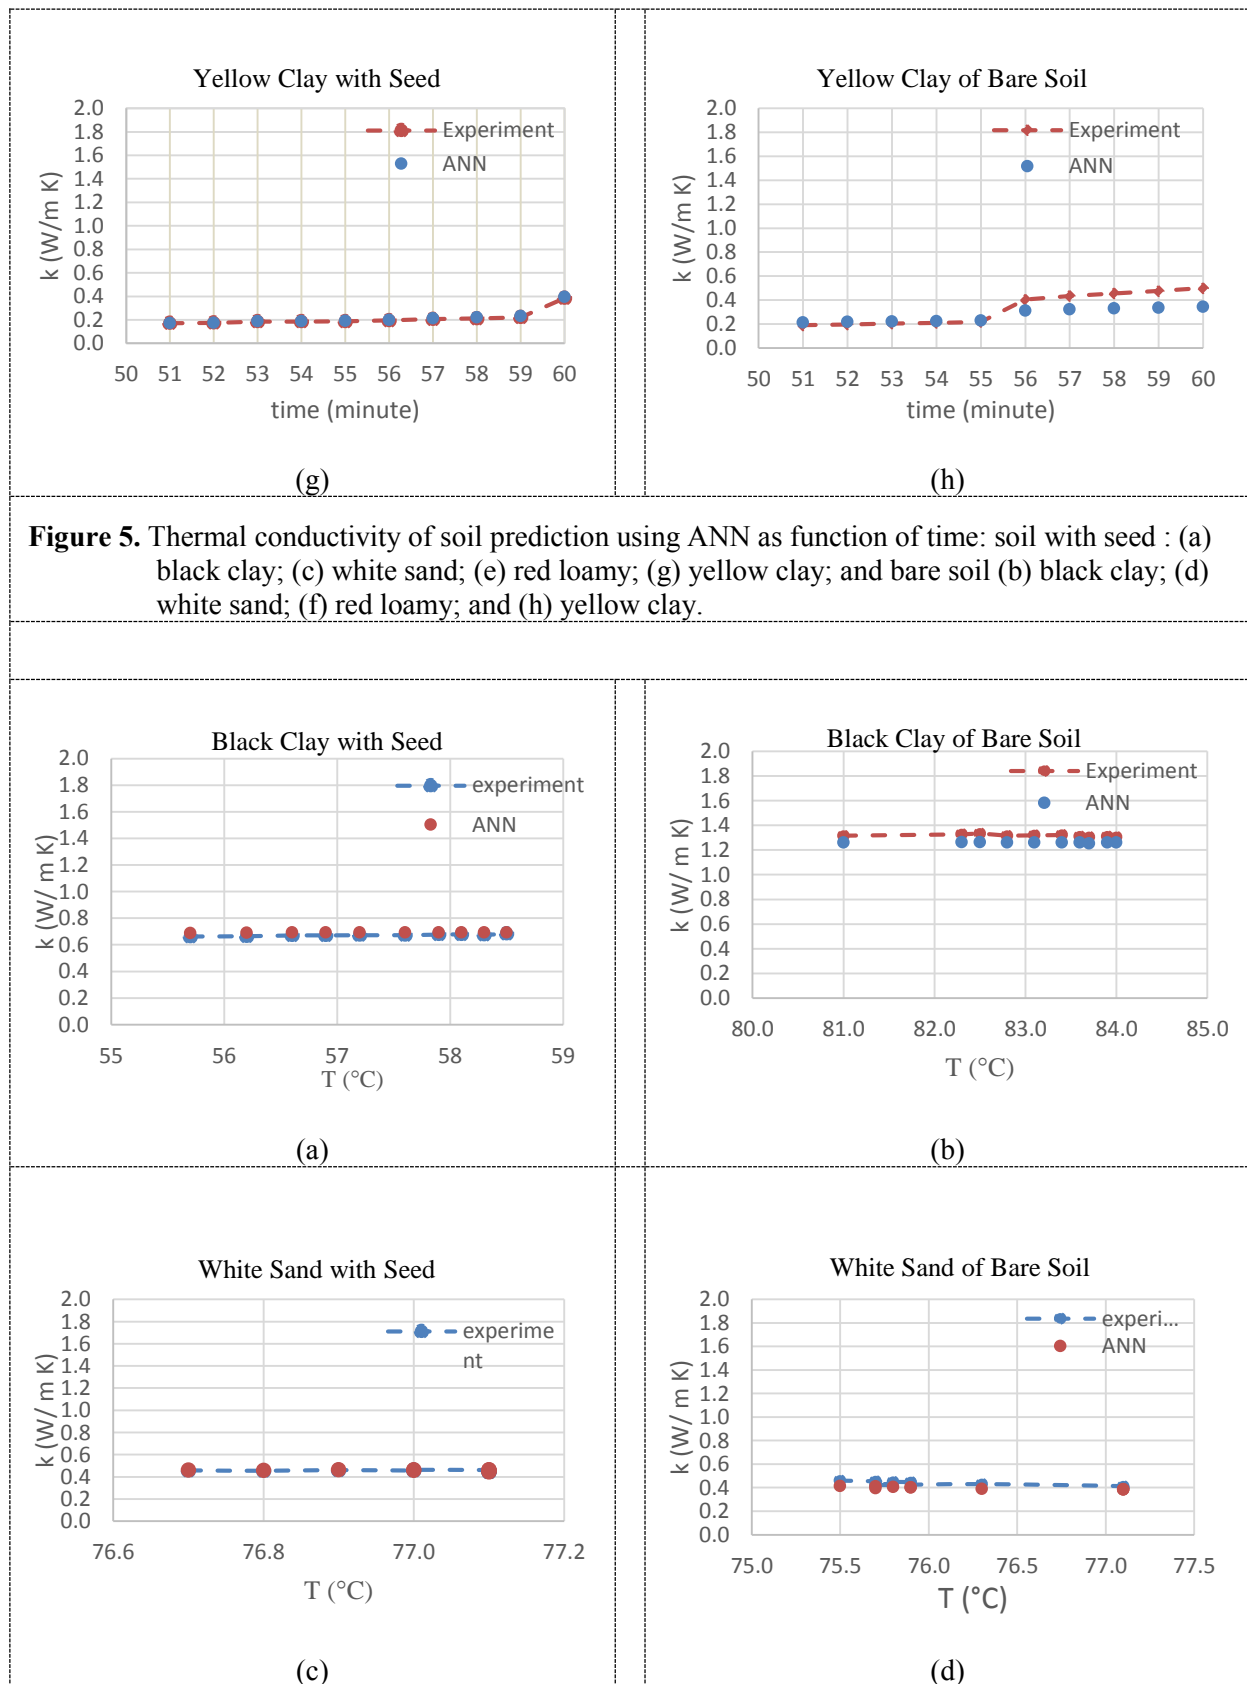 Yellow Clay with Seed
2.0
1.8
1.6
1.4
1.2
1.0
0.8
0.6
0.4
0.2
0.0
k (W/m K)
Experiment
ANN
50 51 52 53 54 55 56 57 58 59 60
time (minute)
(g)
Yellow Clay of Bare Soil
2.0
1.8
1.6
1.4
1.2
1.0
0.8
0.6
0.4
0.2
0.0
k (W/m K)
Experiment
ANN
50 51 52 53 54 55 56 57 58 59 60
time (minute)
(h)
Figure 5. Thermal conductivity of soil prediction using ANN as function of time: soil with seed : (a)
black clay; (c) white sand; (e) red loamy; (g) yellow clay; and bare soil (b) black clay; (d)
white sand; (f) red loamy; and (h) yellow clay.
Black Clay with Seed
2.0
1.8
1.6
1.4
1.2
1.0
0.8
0.6
0.4
0.2
0.0
k (W/ m K)
experiment
ANN
55 56 57 58 59
T (°C)
(a)
Black Clay of Bare Soil
2.0
1.8
1.6
1.4
1.2
1.0
0.8
0.6
0.4
0.2
0.0
k (W/ m K)
Experiment
ANN
80.0 81.0 82.0 83.0 84.0 85.0
T (°C)
(b)
White Sand with Seed
2.0
1.8
1.6
1.4
1.2
1.0
0.8
0.6
0.4
0.2
0.0
k (W/ m K)
experime
nt
76.6 76.8 77.0 77.2
T (°C)
(c)
White Sand of Bare Soil
2.0
1.8
1.6
1.4
1.2
1.0
0.8
0.6
0.4
0.2
0.0
k (W/ m K)
experi...
ANN
75.0 75.5 76.0 76.5 77.0 77.5
T (°C)
(d)